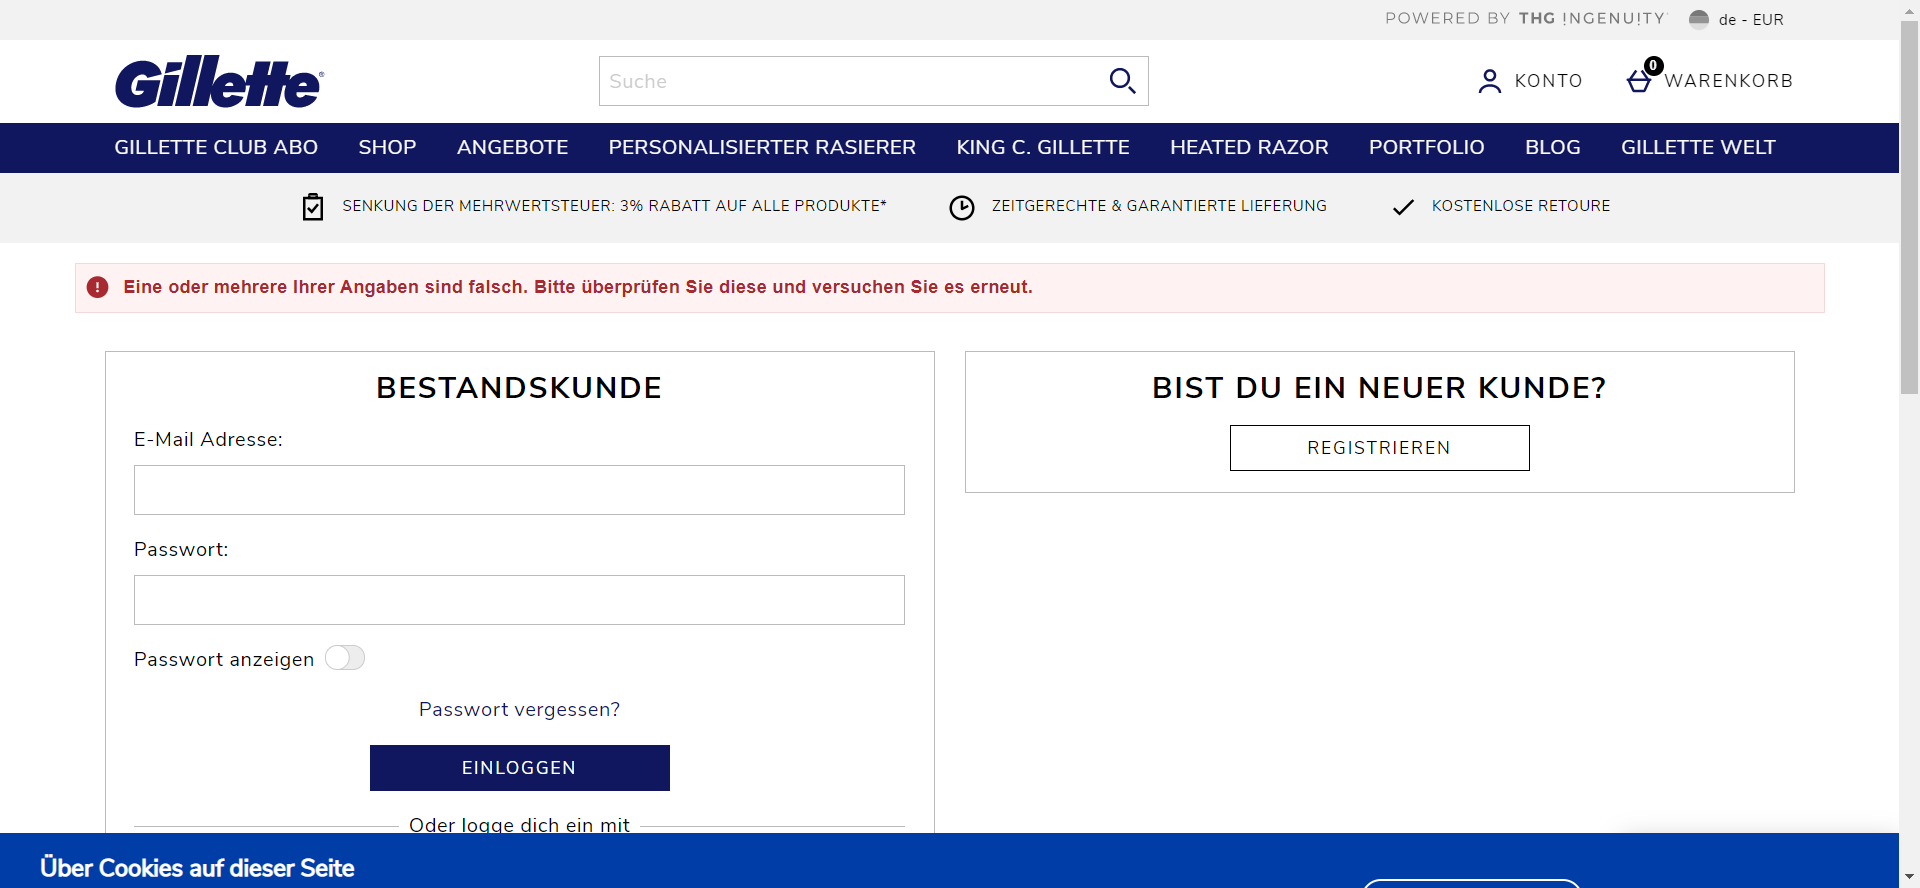 POWERED BY THG INGENUITY
de - EUR
Gillette
Suche
KONTO
0
WARENKORB
GILLETTE CLUB ABO
SHOP
ANGEBOTE
PERSONALISIERTER RASIERER
KING C. GILLETTE
HEATED RAZOR
PORTFOLIO
BLOG
GILLETTE WELT
SENKUNG DER MEHRWERTSTEUER: 3% RABATT AUF ALLE PRODUKTE*
ZEITGERECHTE & GARANTIERTE LIEFERUNG
KOSTENLOSE RETOURE
Eine oder mehrere Ihrer Angaben sind falsch. Bitte überprüfen Sie diese und versuchen Sie es erneut.
BESTANDSKUNDE
E-Mail Adresse:
Passwort:
Passwort anzeigen
Passwort vergessen?
EINLOGGEN
Oder logge dich ein mit
BIST DU EIN NEUER KUNDE?
REGISTRIEREN
Über Cookies auf dieser Seite